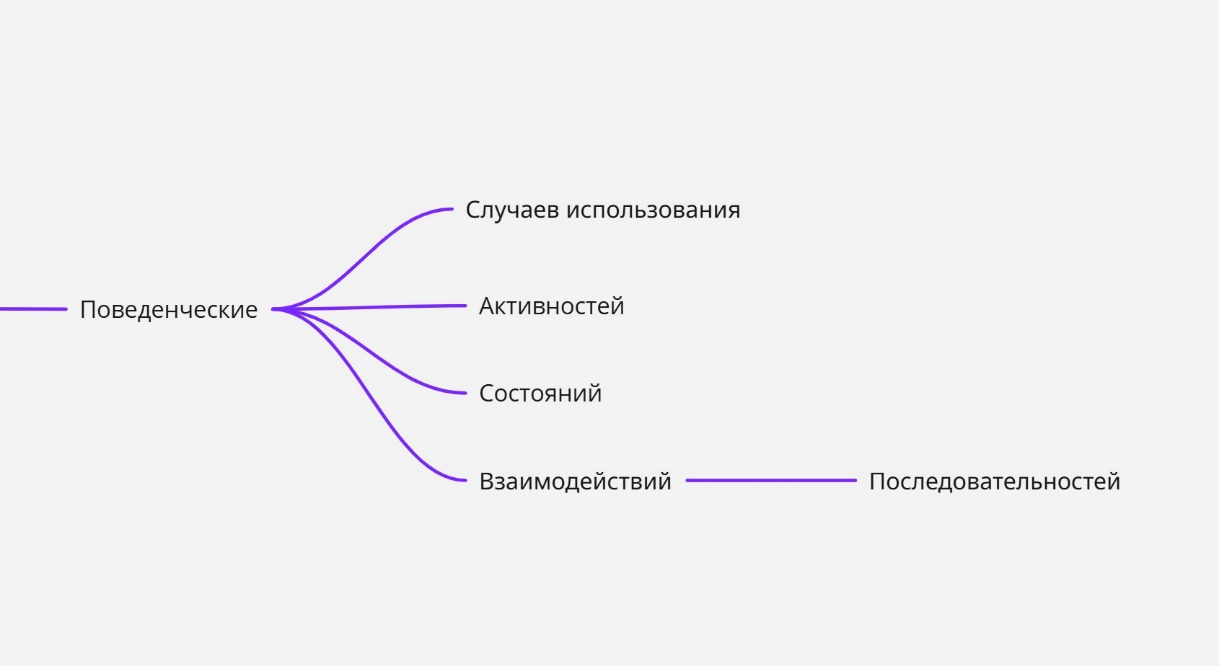 Случаев использования
Активностей
Поведенческие
Состояний
Взаимодействий
Последовательностей